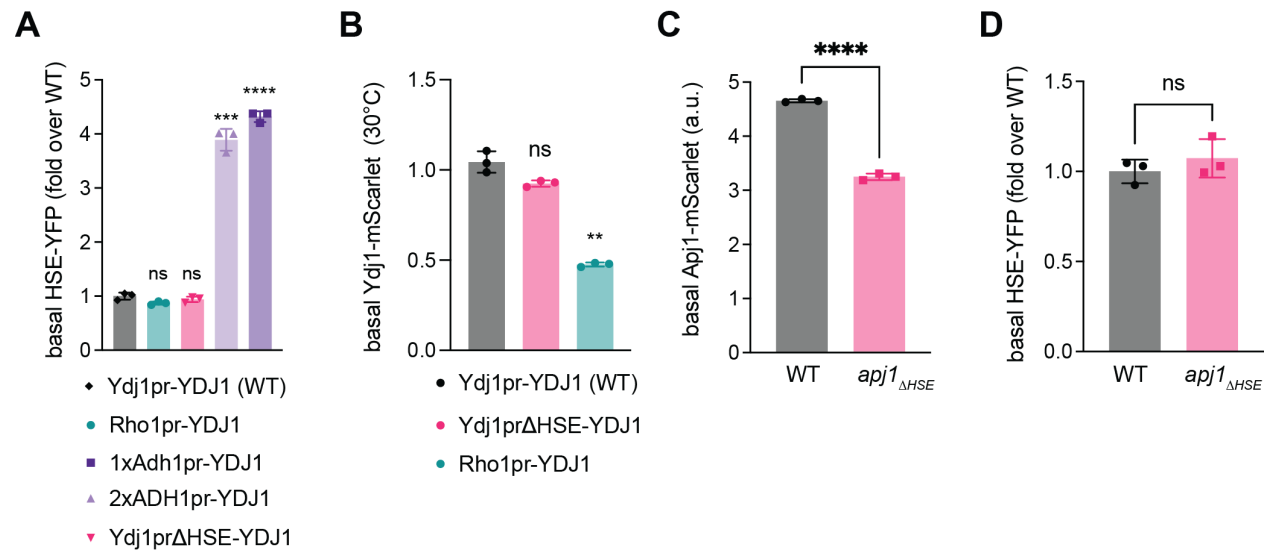 A
basal HSE-YFP (fold over WT)
5
4
3
2
1
0
ns
ns
***
****
Ydj1pr-YDJ1 (WT)
Rho1pr-YDJ1
1xAdh1pr-YDJ1
2xADH1pr-YDJ1
Ydj1prΔHSE-YDJ1
B
basal Ydj1-mScarlet (30°C)
1.5
1.0
0.5
0.0
ns
**
Ydj1pr-YDJ1 (WT)
Ydj1prΔHSE-YDJ1
Rho1pr-YDJ1
C
basal Apj1-mScarlet (a.u.)
5
4
3
2
1
0
****
WT
apj1ΔHSE
D
basal HSE-YFP (fold over WT)
1.5
1.0
0.5
0.0
ns
WT
apj1ΔHSE